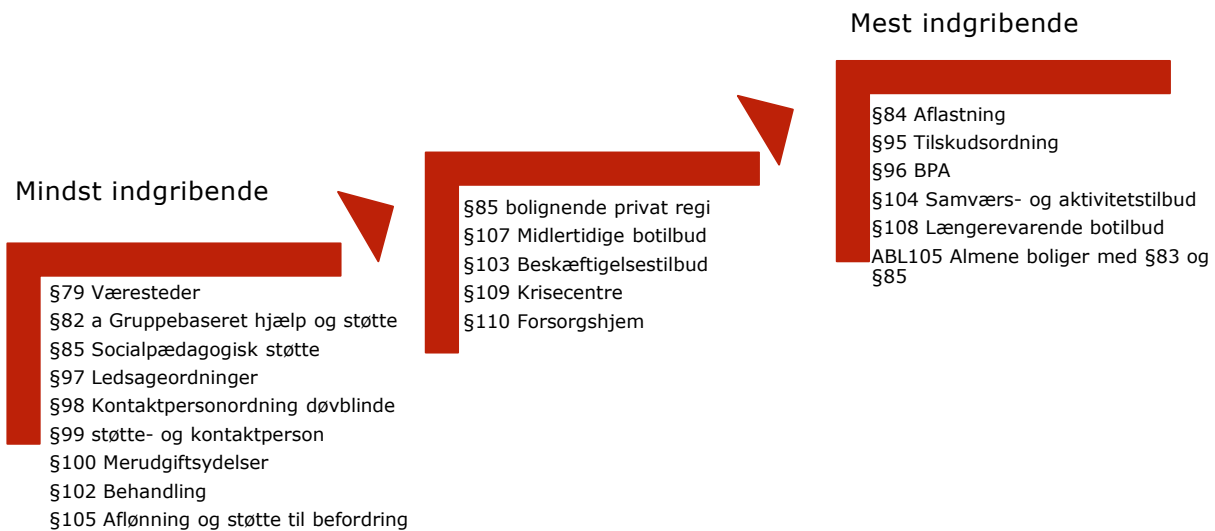 Mindst indgribende
§79 Væresteder
§82 a Gruppebaseret hjælp og støtte
§85 Socialpædagogisk støtte
§97 Ledsageordninger
§98 Kontaktpersonordning døvblinde
§99 støtte- og kontaktperson
§100 Merudgiftsydelser
§102 Behandling
§105 Aflønning og støtte til befordring
§85 bolignende privat regi
§107 Midlertidige botilbud
§103 Beskæftigelsestilbud
§109 Krisecentre
§110 Forsorgshjem
Mest indgribende
§84 Aflastning
§95 Tilskudsordning
§96 BPA
§104 Samværs- og aktivitetstilbud
§108 Længerevarende botilbud
ABL105 Almene boliger med §83 og
§85